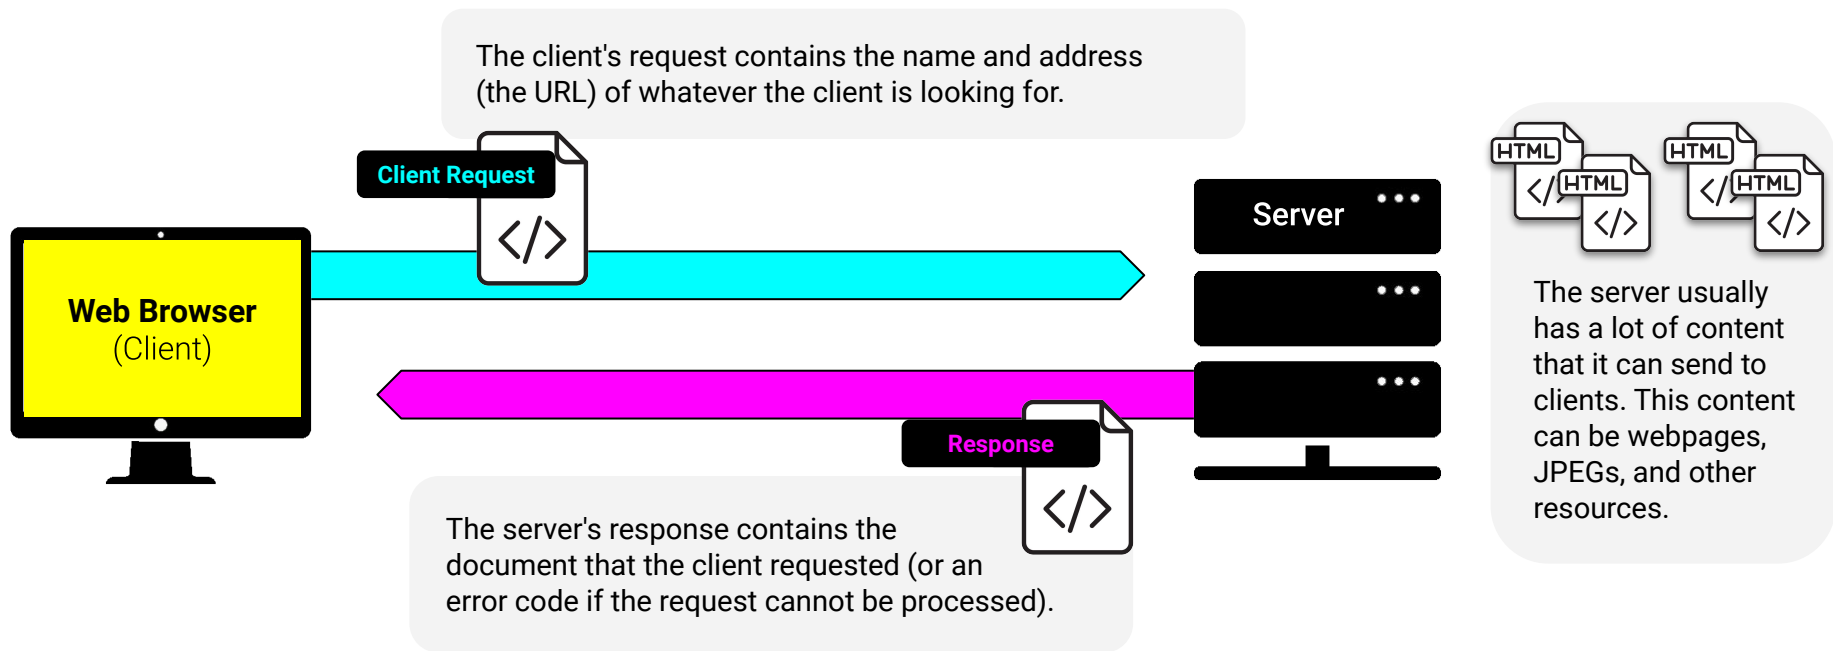 The client's request contains the name and address
(the URL) of whatever the client is looking for.
Client Request
</>
Web Browser
(Client)
Server
Response
</>
The server's response contains the
document that the client requested (or an
error code if the request cannot be processed).
HTML
</>
HTML
</>
HTML
</>
HTML
</>
The server usually
has a lot of content
that it can send to
clients. This content
can be webpages,
JPEGs, and other
resources.